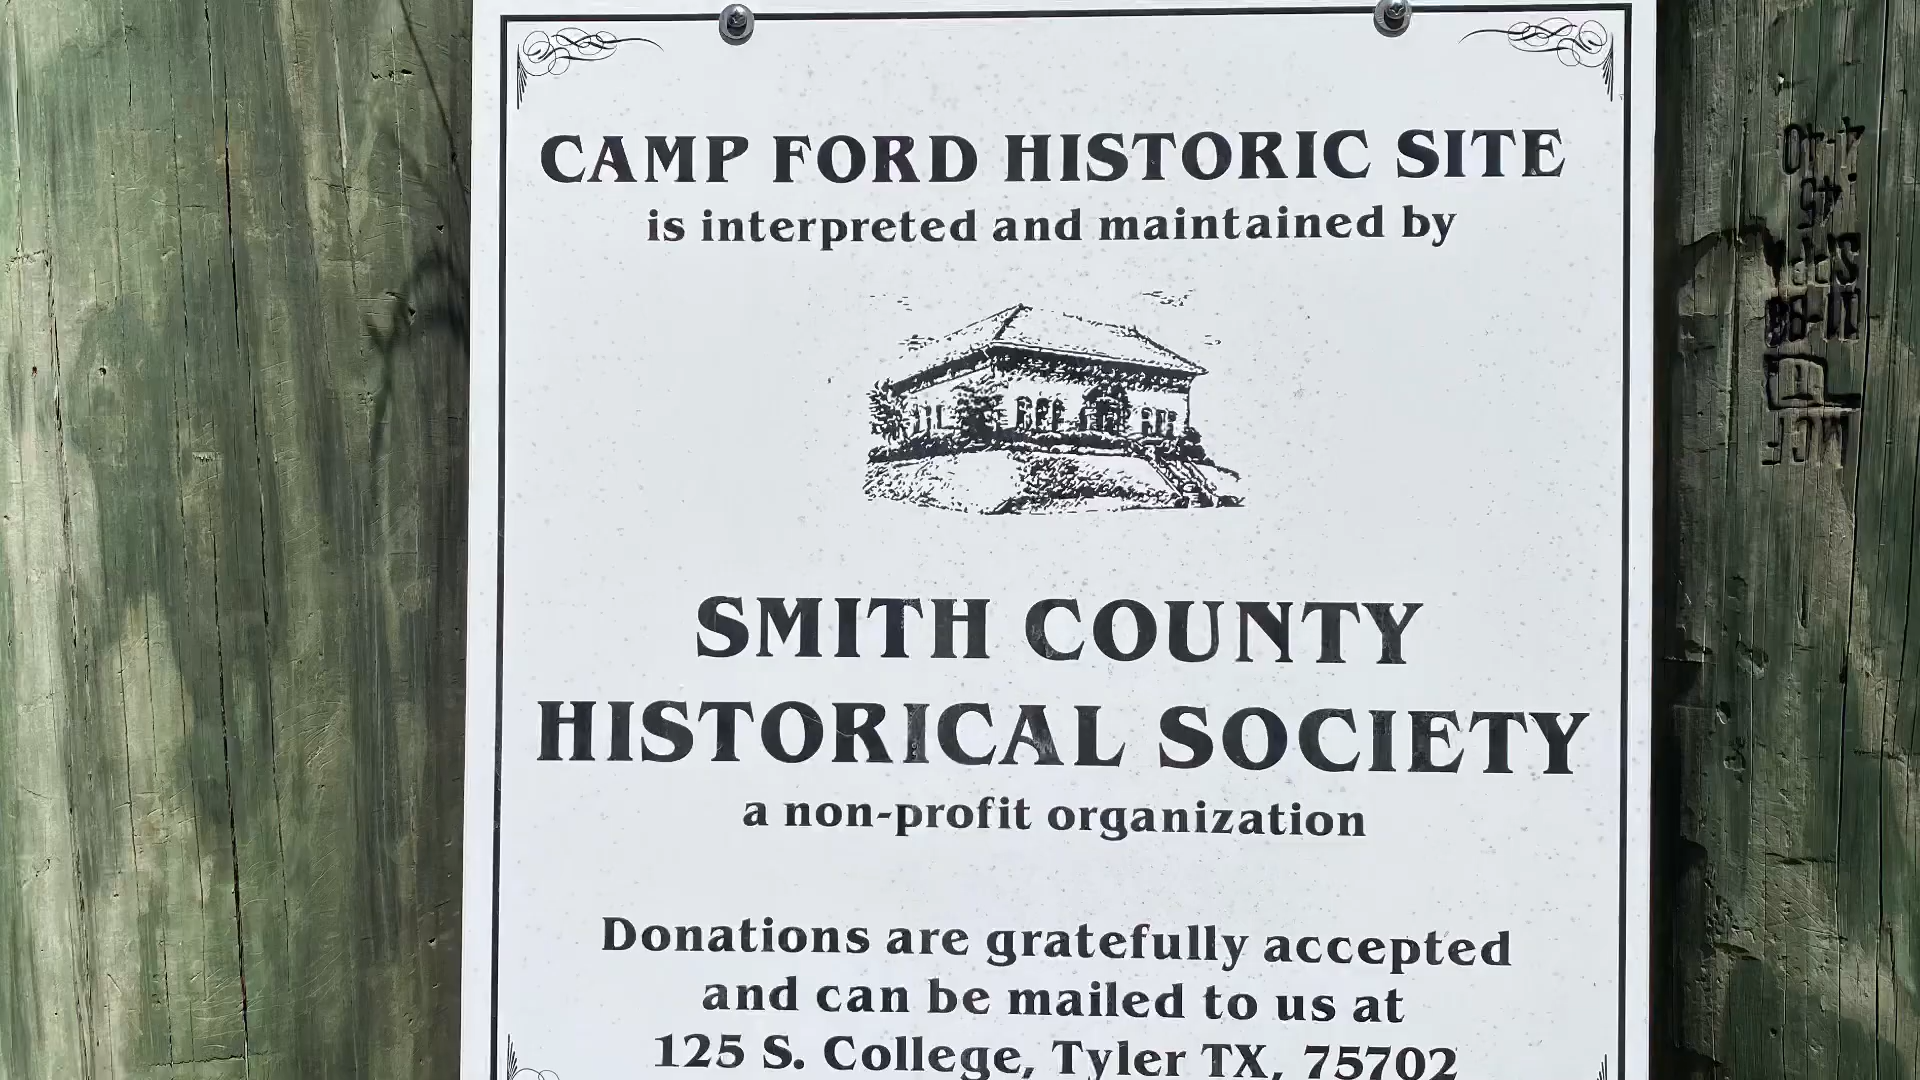 CAMP FORD HISTORIC SITE
is interpreted and maintained by
SMITH COUNTY
HISTORICAL SOCIETY
a non-profit organization
Donations are gratefully accepted
and can be mailed to us at
125 S. College, Tyler TX, 75702